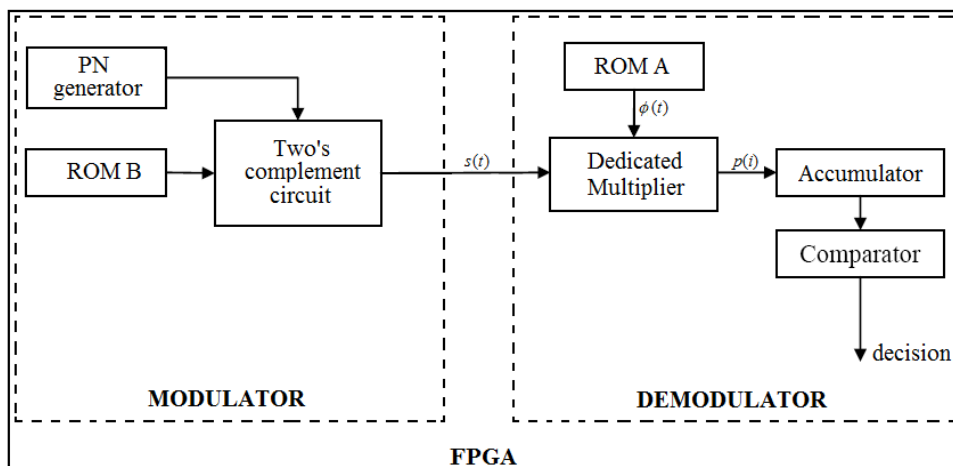 PN
generator
ROM B
Two's
complement
circuit
s(t)
MODULATOR
ROM A
ϕ(t)
Dedicated
Multiplier
p(i)
Accumulator
Comparator
decision
DEMODULATOR
FPGA